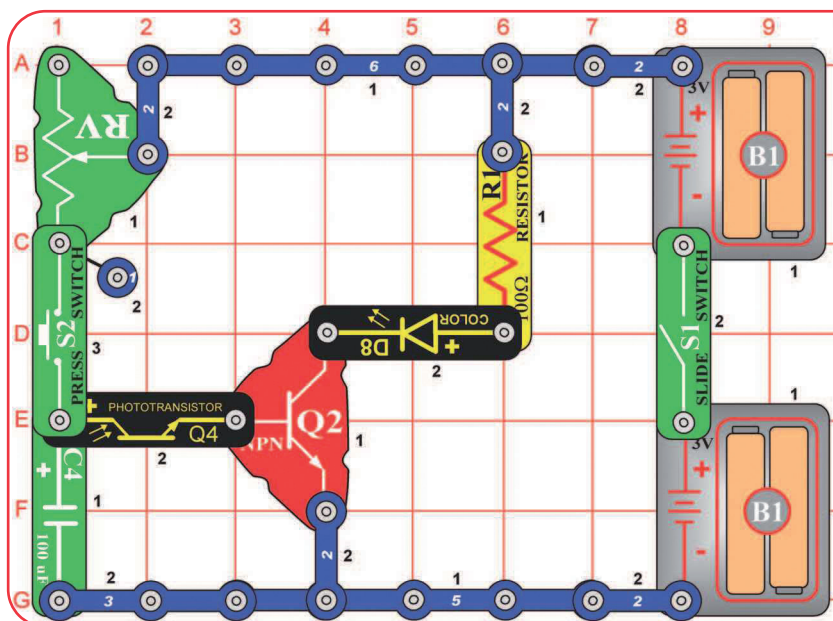 1 2 3 4 5 6 7 8 9
A
6
2
1
2
3V
RV
2
2
2
2
+
B1
B
R1
RESISTOR
-
1
1
C
1
2
1
SWITCH
PRESS
S2
3
100Ω
COLOR
D8
+
2
D
SWITCH
SLIDE
S1
2
1
E
+
PHOTOTRANSISTOR
Q4
2
Q2
NPN
1
3V
+
B1
-
C4
+
1
100 uF
F
2
2
G
2
3
1
5
2
2